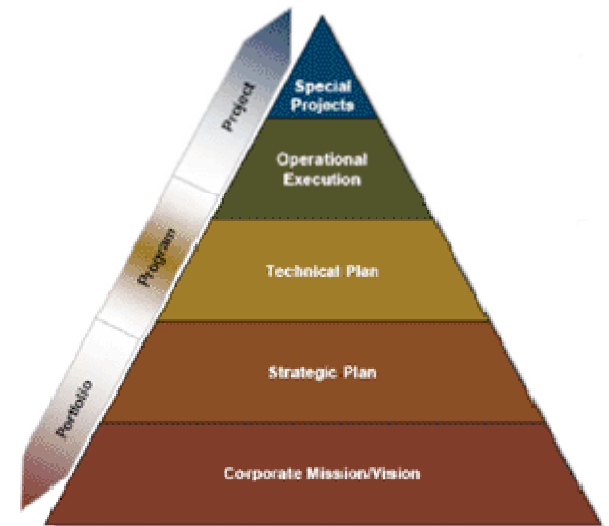 Special
Projects
Project
Operational
Execution
Program
Technical Plan
Portfolio
Strategic Plan
Corporate Mission/Vision